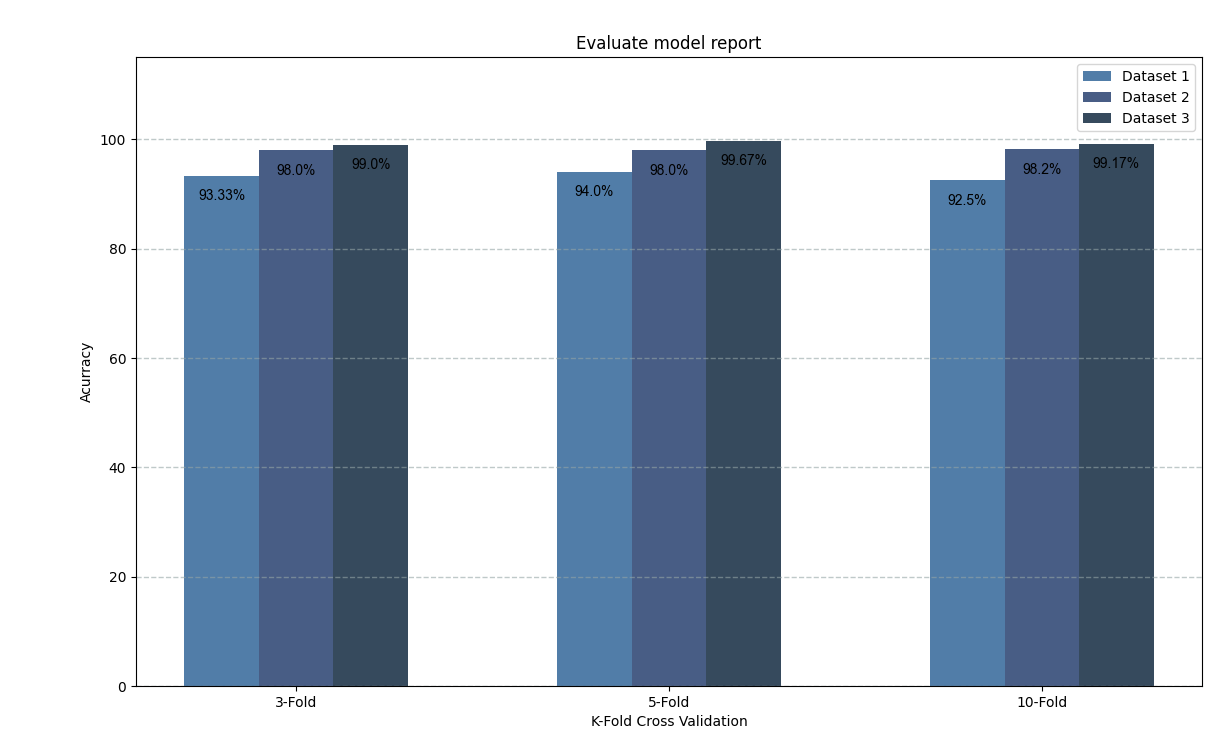 Evaluate model report
Dataset 1
Dataset 2
Dataset 3
100
80
60
40
20
0
Acurracy
93.33%
98.0%
99.0%
94.0%
98.0%
99.67%
92.5%
98.2%
99.17%
3-Fold
5-Fold
10-Fold
K-Fold Cross Validation